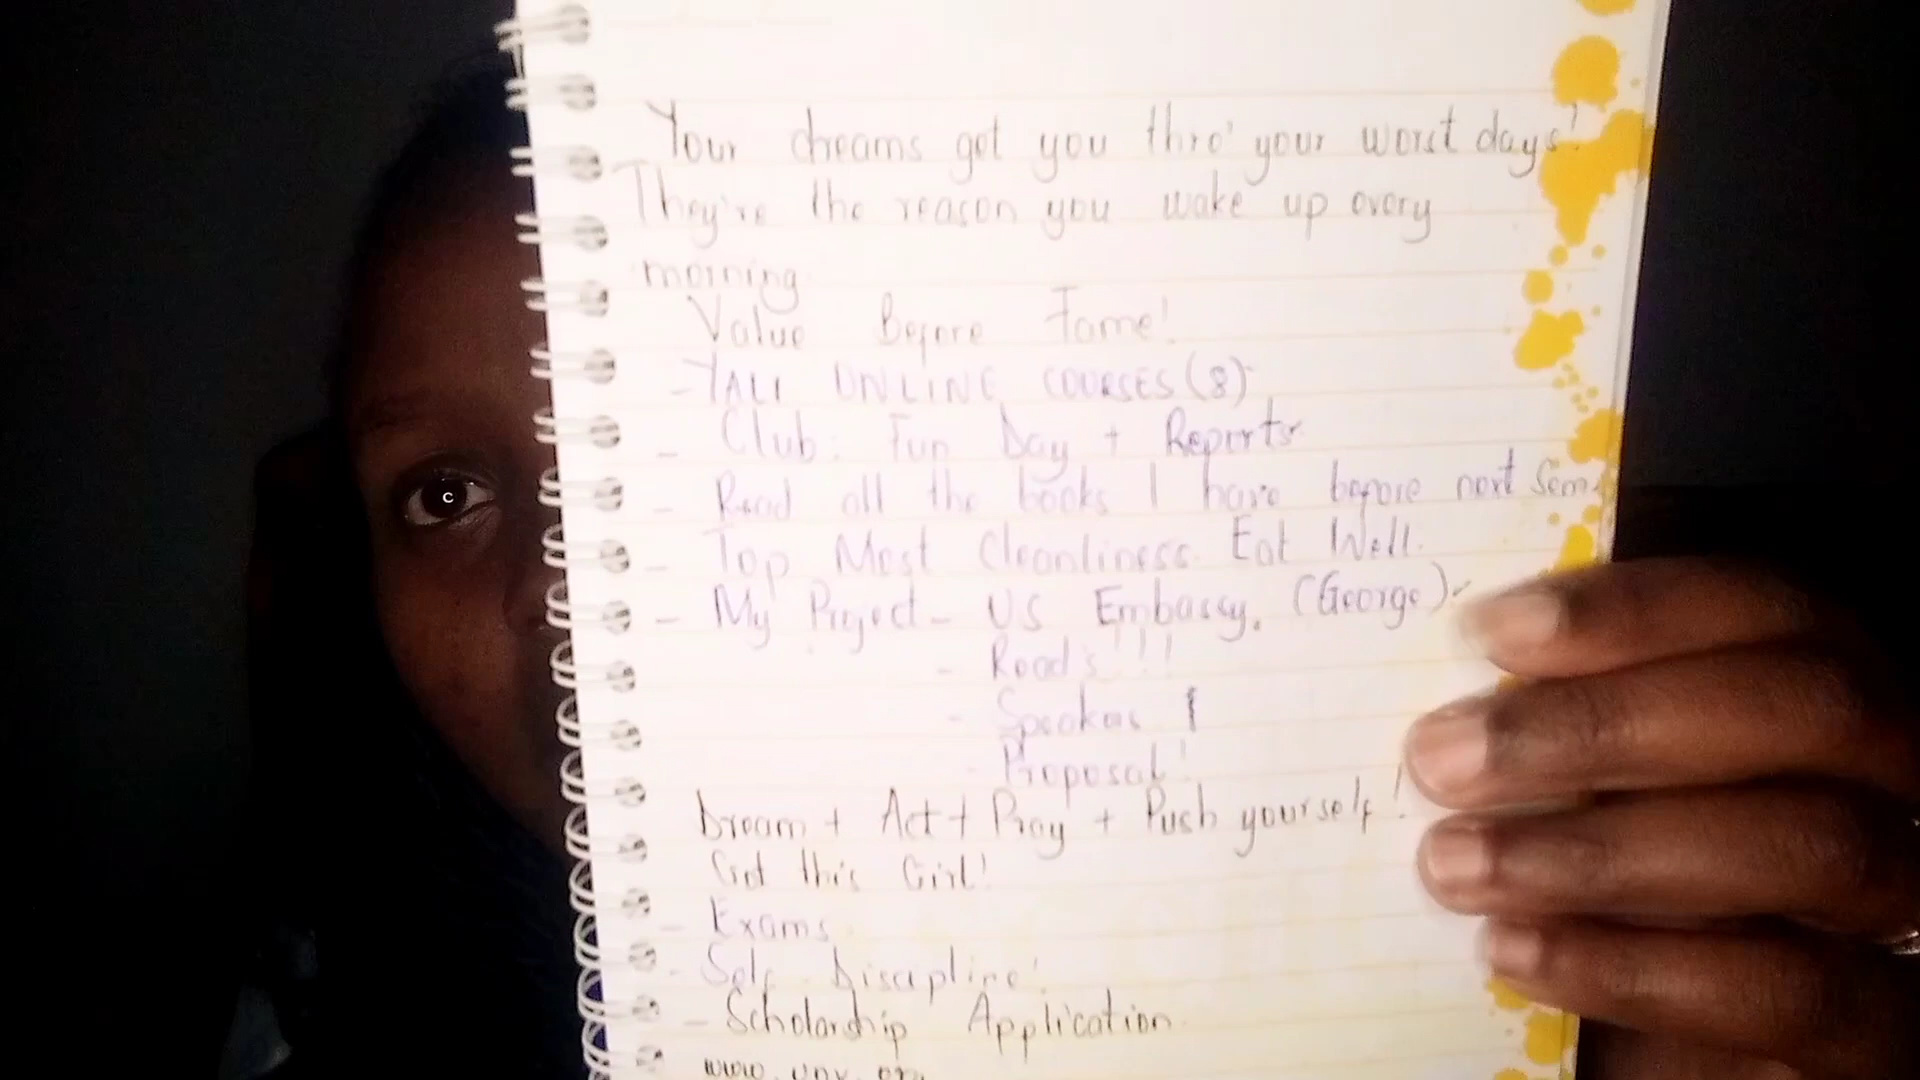 Your dreams get you thro' your worst days!
They're the reason you wake up every
morning
Value Before Fame!
- YALI ONLINE COURSES (8)
- Club: Fun Day + Reports
- Read all the books I have before next Sem.
- Top Most Cleanliness. Eat Well.
- My Project - US Embassy. (George)
- Read's!!!
- Speakers
- Proposal!
Dream + Act + Pray + Push yourself!
Got this Girl!
- Exams
- Self Discipline!
- Scholarship Application.
www.